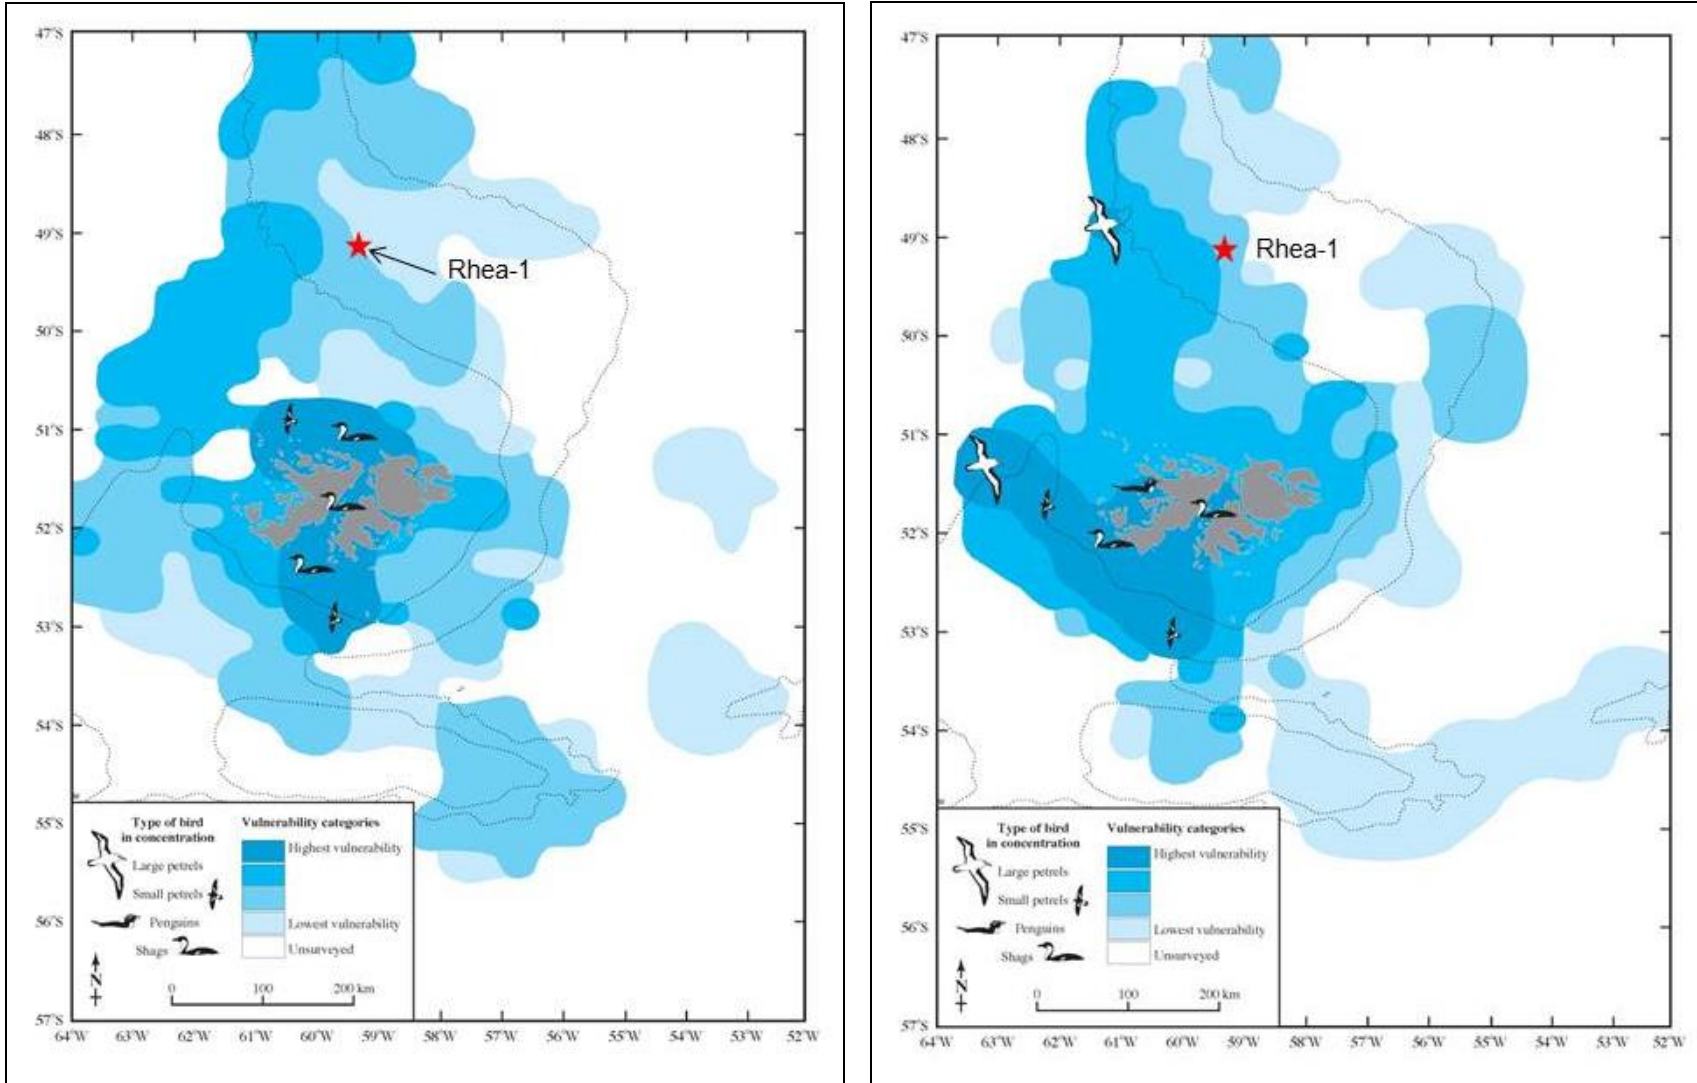 47°S
48°S
49°S
50°S
51°S
52°S
53°S
54°S
55°S
56°S
57°S
Rhea-1
Type of bird
in concentration
Large petrels
Small petrels
Penguins
Shags
N
Vulnerability categories
Highest vulnerability
Lowest vulnerability
Unsurveyed
0 100 200 km
64°W 63°W 62°W 61°W 60°W 59°W 58°W 57°W 56°W 55°W 54°W 53°W 52°W
47°S
48°S
49°S
50°S
51°S
52°S
53°S
54°S
55°S
56°S
57°S
Rhea-1
Type of bird
in concentration
Large petrels
Small petrels
Penguins
Shags
N
Vulnerability categories
Highest vulnerability
Lowest vulnerability
Unsurveyed
0 100 200 km
64°W 63°W 62°W 61°W 60°W 59°W 58°W 57°W 56°W 55°W 54°W 53°W 52°W